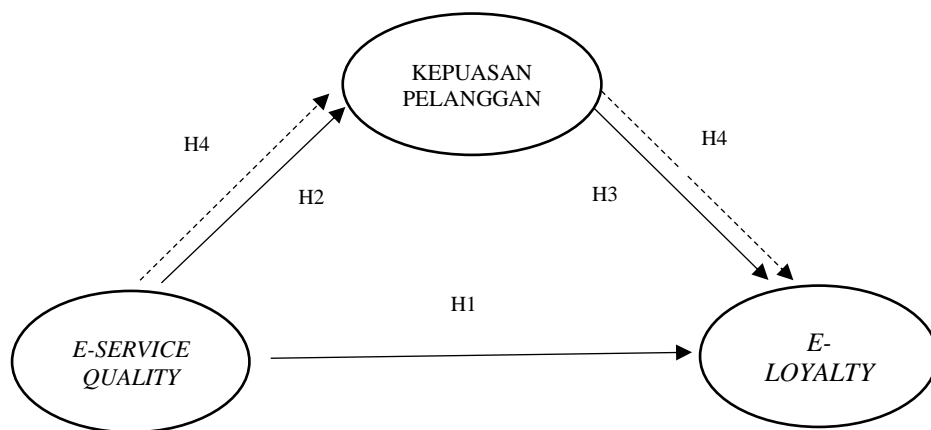 KEPUASAN
PELANGGAN
H4
H4
H2
H3
H1
E-SERVICE
QUALITY
E-
LOYALTY